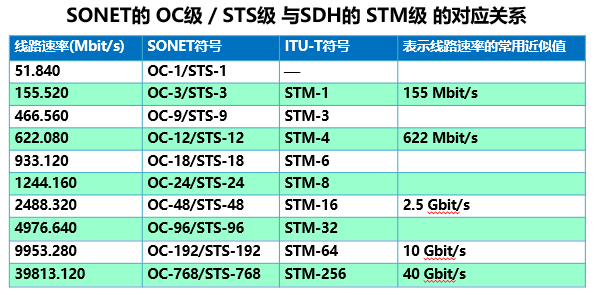 SONET的 OC级 / STS级 与SDH的 STM级 的对应关系
线路速率(Mbit/s) SONET符号 ITU-T符号 表示线路速率的常用近似值
51.840 OC-1/STS-1 —
155.520 OC-3/STS-3 STM-1 155 Mbit/s
466.560 OC-9/STS-9 STM-3
622.080 OC-12/STS-12 STM-4 622 Mbit/s
933.120 OC-18/STS-18 STM-6
1244.160 OC-24/STS-24 STM-8
2488.320 OC-48/STS-48 STM-16 2.5 Gbit/s
4976.640 OC-96/STS-96 STM-32
9953.280 OC-192/STS-192 STM-64 10 Gbit/s
39813.120 OC-768/STS-768 STM-256 40 Gbit/s